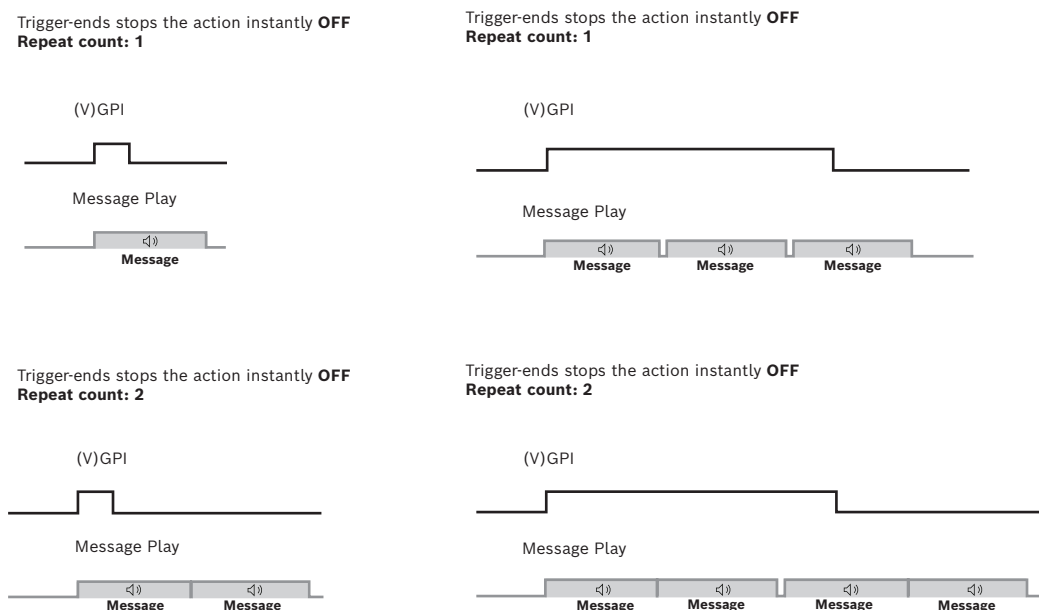 Trigger-ends stops the action instantly OFF
Repeat count: 1
(V)GPI
Message Play
Message
Trigger-ends stops the action instantly OFF
Repeat count: 1
(V)GPI
Message Play
Message Message Message
Trigger-ends stops the action instantly OFF
Repeat count: 2
(V)GPI
Message Play
Message Message
Trigger-ends stops the action instantly OFF
Repeat count: 2
(V)GPI
Message Play
Message Message Message Message